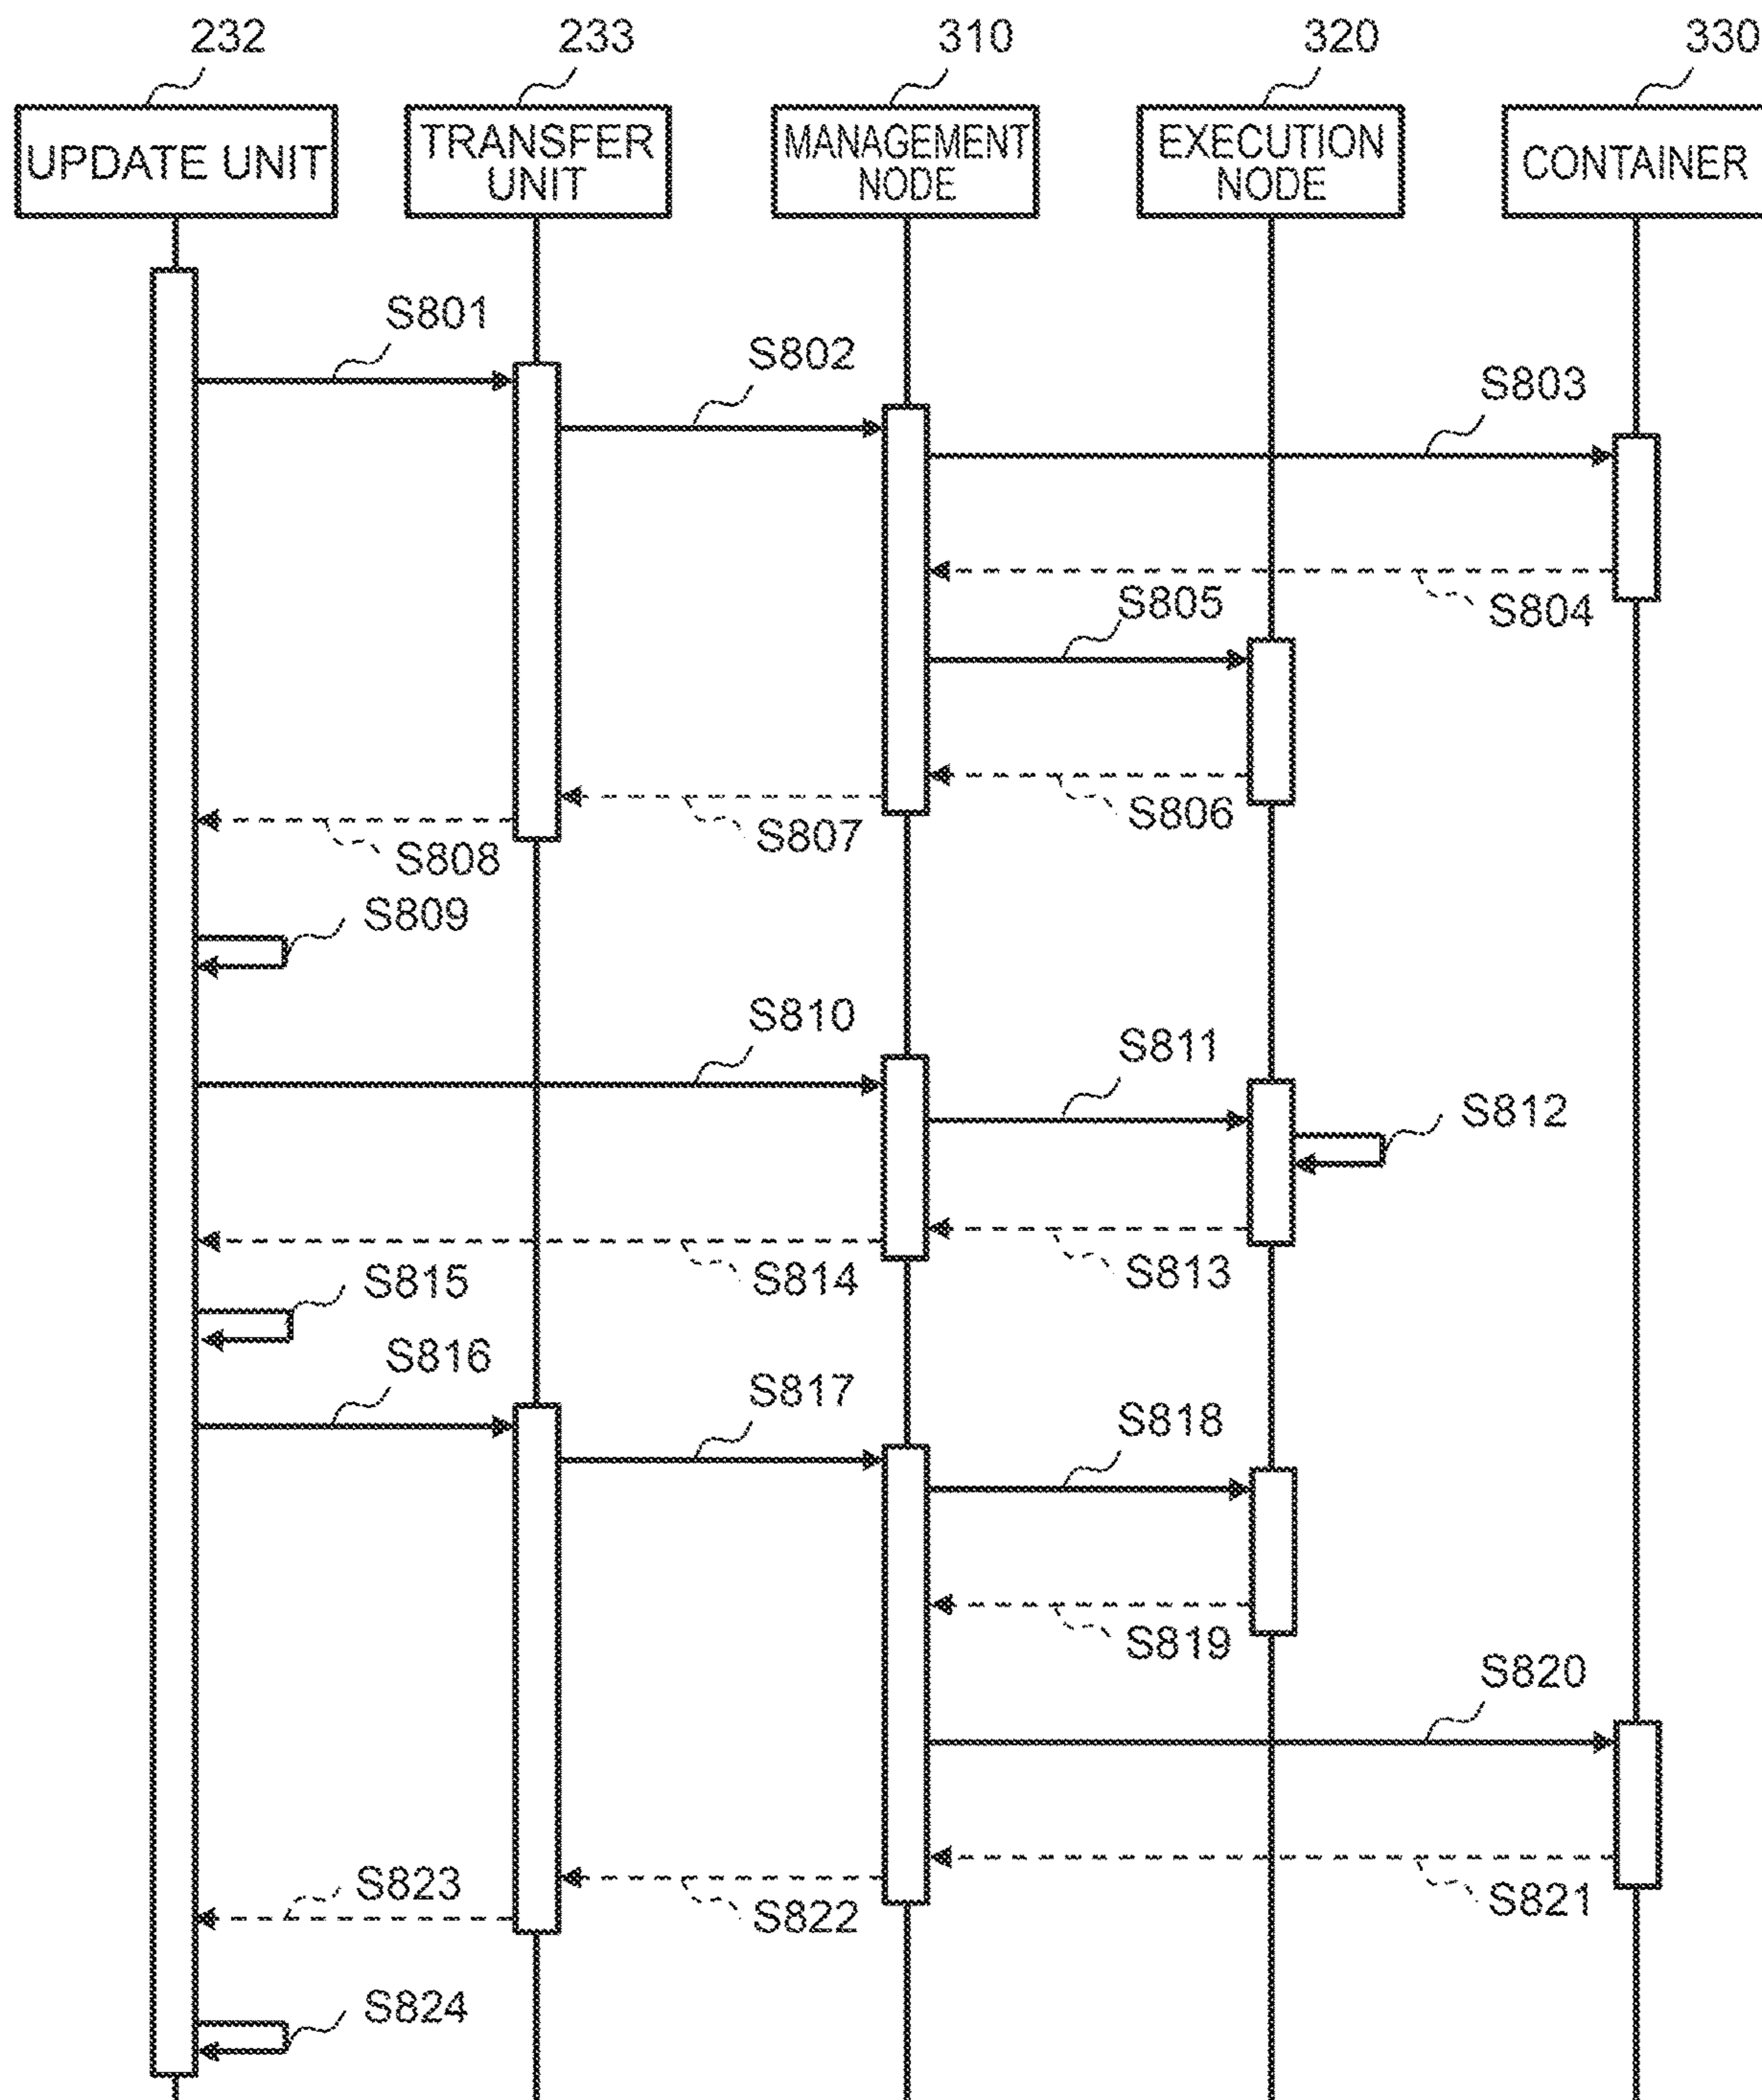 232
233
310
320
330
UPDATE UNIT
TRANSFER
UNIT
MANAGEMENT
NODE
EXECUTION
NODE
CONTAINER
S801
S802
S803
S804
S805
S806
S807
S808
S809
S810
S811
S812
S813
S814
S815
S816
S817
S818
S819
S820
S821
S822
S823
S824